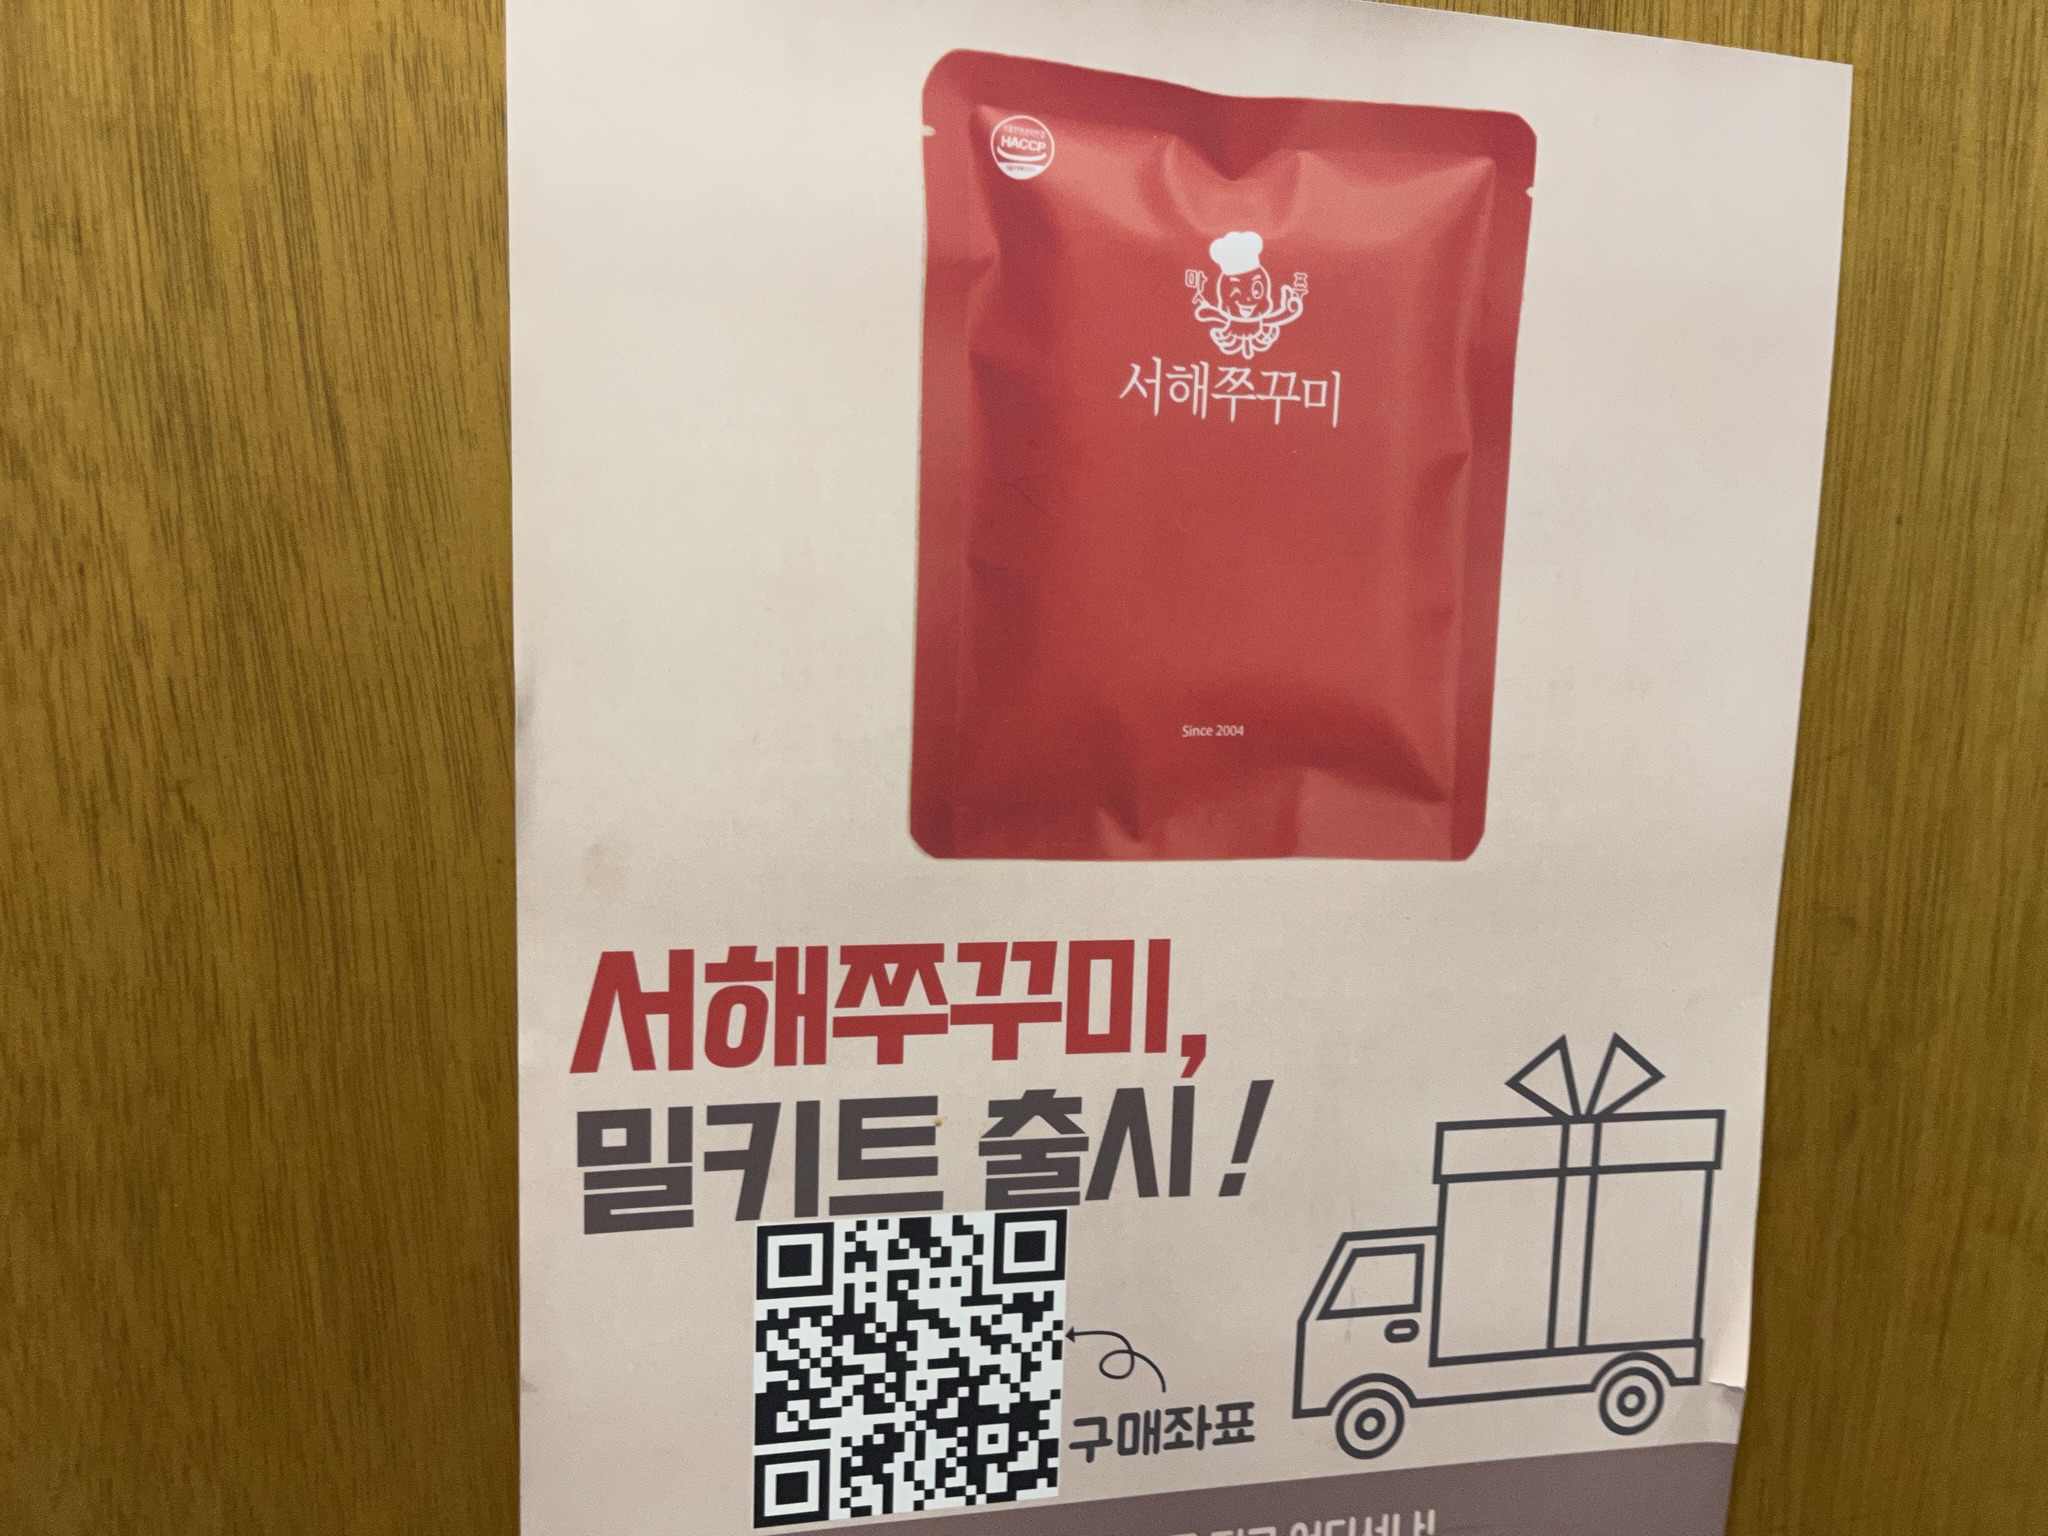 HACCP
맛
서해쭈꾸미
Since 2004
서해쭈꾸미,
밀키트 출시!
구매좌표